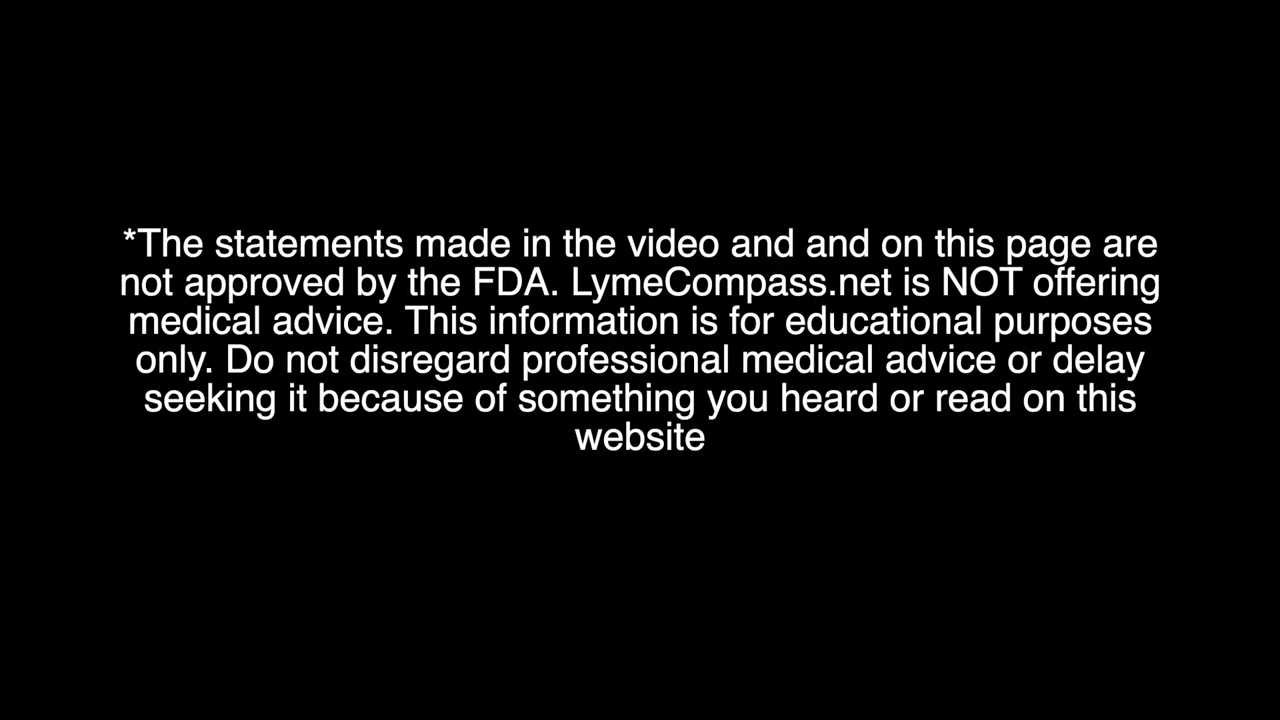 *The statements made in the video and and on this page are
not approved by the FDA. LymeCompass.net is NOT offering
medical advice. This information is for educational purposes
only. Do not disregard professional medical advice or delay
seeking it because of something you heard or read on this
website